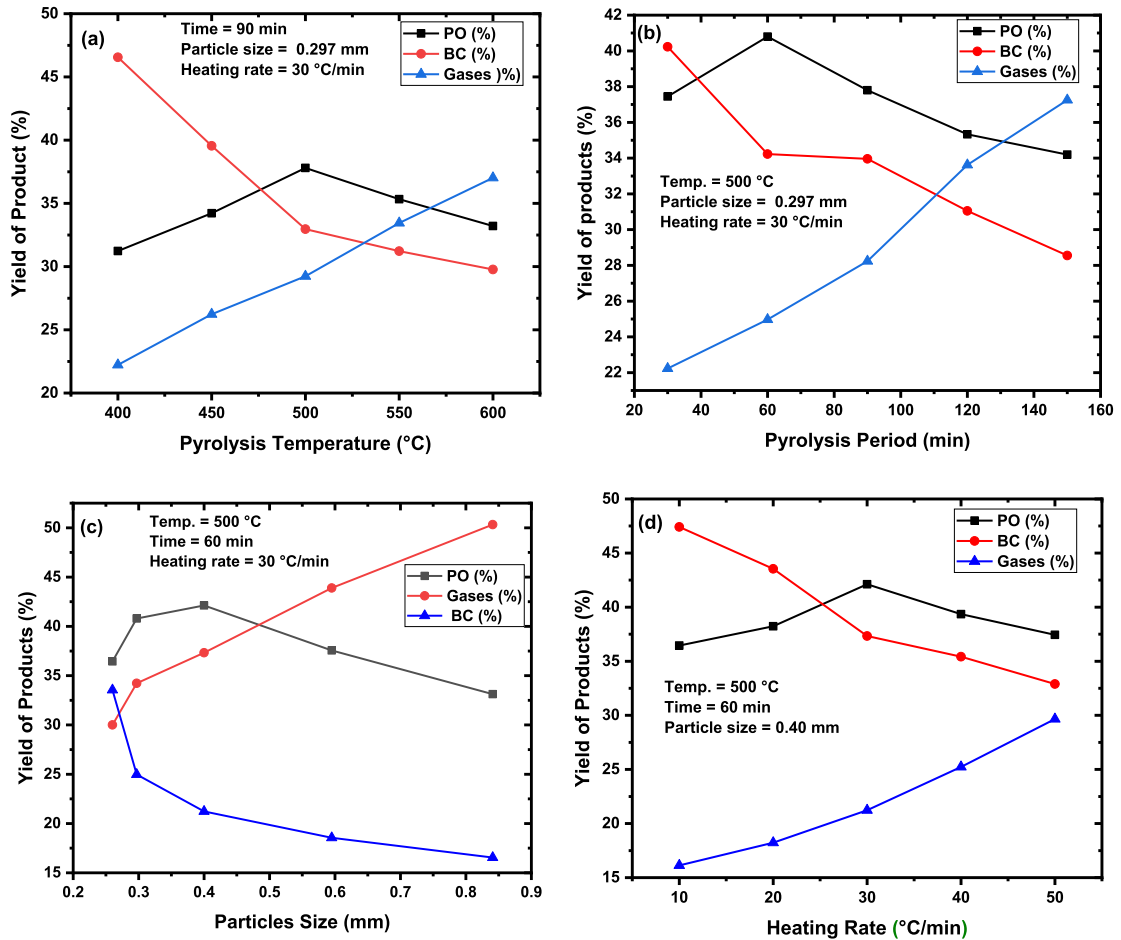 (a)
Time = 90 min
Particle size = 0.297 mm
Heating rate = 30 °C/min
PO (%)
BC (%)
Gases )%)
50
45
40
35
30
25
20
Yield of Product (%)
400 450 500 550 600
Pyrolysis Temperature (°C)
(b)
PO (%)
BC (%)
Gases (%)
Temp. = 500 °C
Particle size = 0.297 mm
Heating rate = 30 °C/min
42
40
38
36
34
32
30
28
26
24
22
Yield of products (%)
20 40 60 80 100 120 140 160
Pyrolysis Period (min)
(c)
Temp. = 500 °C
Time = 60 min
Heating rate = 30 °C/min
PO (%)
Gases (%)
BC (%)
50
45
40
35
30
25
20
15
Yield of Products (%)
0.2 0.3 0.4 0.5 0.6 0.7 0.8 0.9
Particles Size (mm)
(d)
PO (%)
BC (%)
Gases (%)
Temp. = 500 °C
Time = 60 min
Particle size = 0.40 mm
50
45
40
35
30
25
20
15
Yield of Products (%)
10 20 30 40 50
Heating Rate (°C/min)